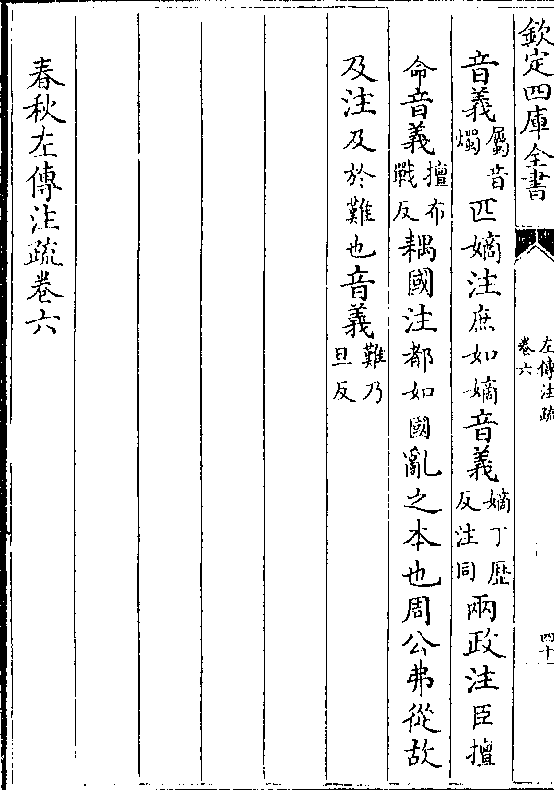 欽定四庫全書
左傳注疏
卷六
四十
音義屬音燭匹嫡注庶如嫡音義嫡丁歷反注同兩政注臣擅
命音義擅布戰反耦國注都如國亂之本也周公弗從故
及注及於難也音義難乃旦反
春秋左傳注疏卷六